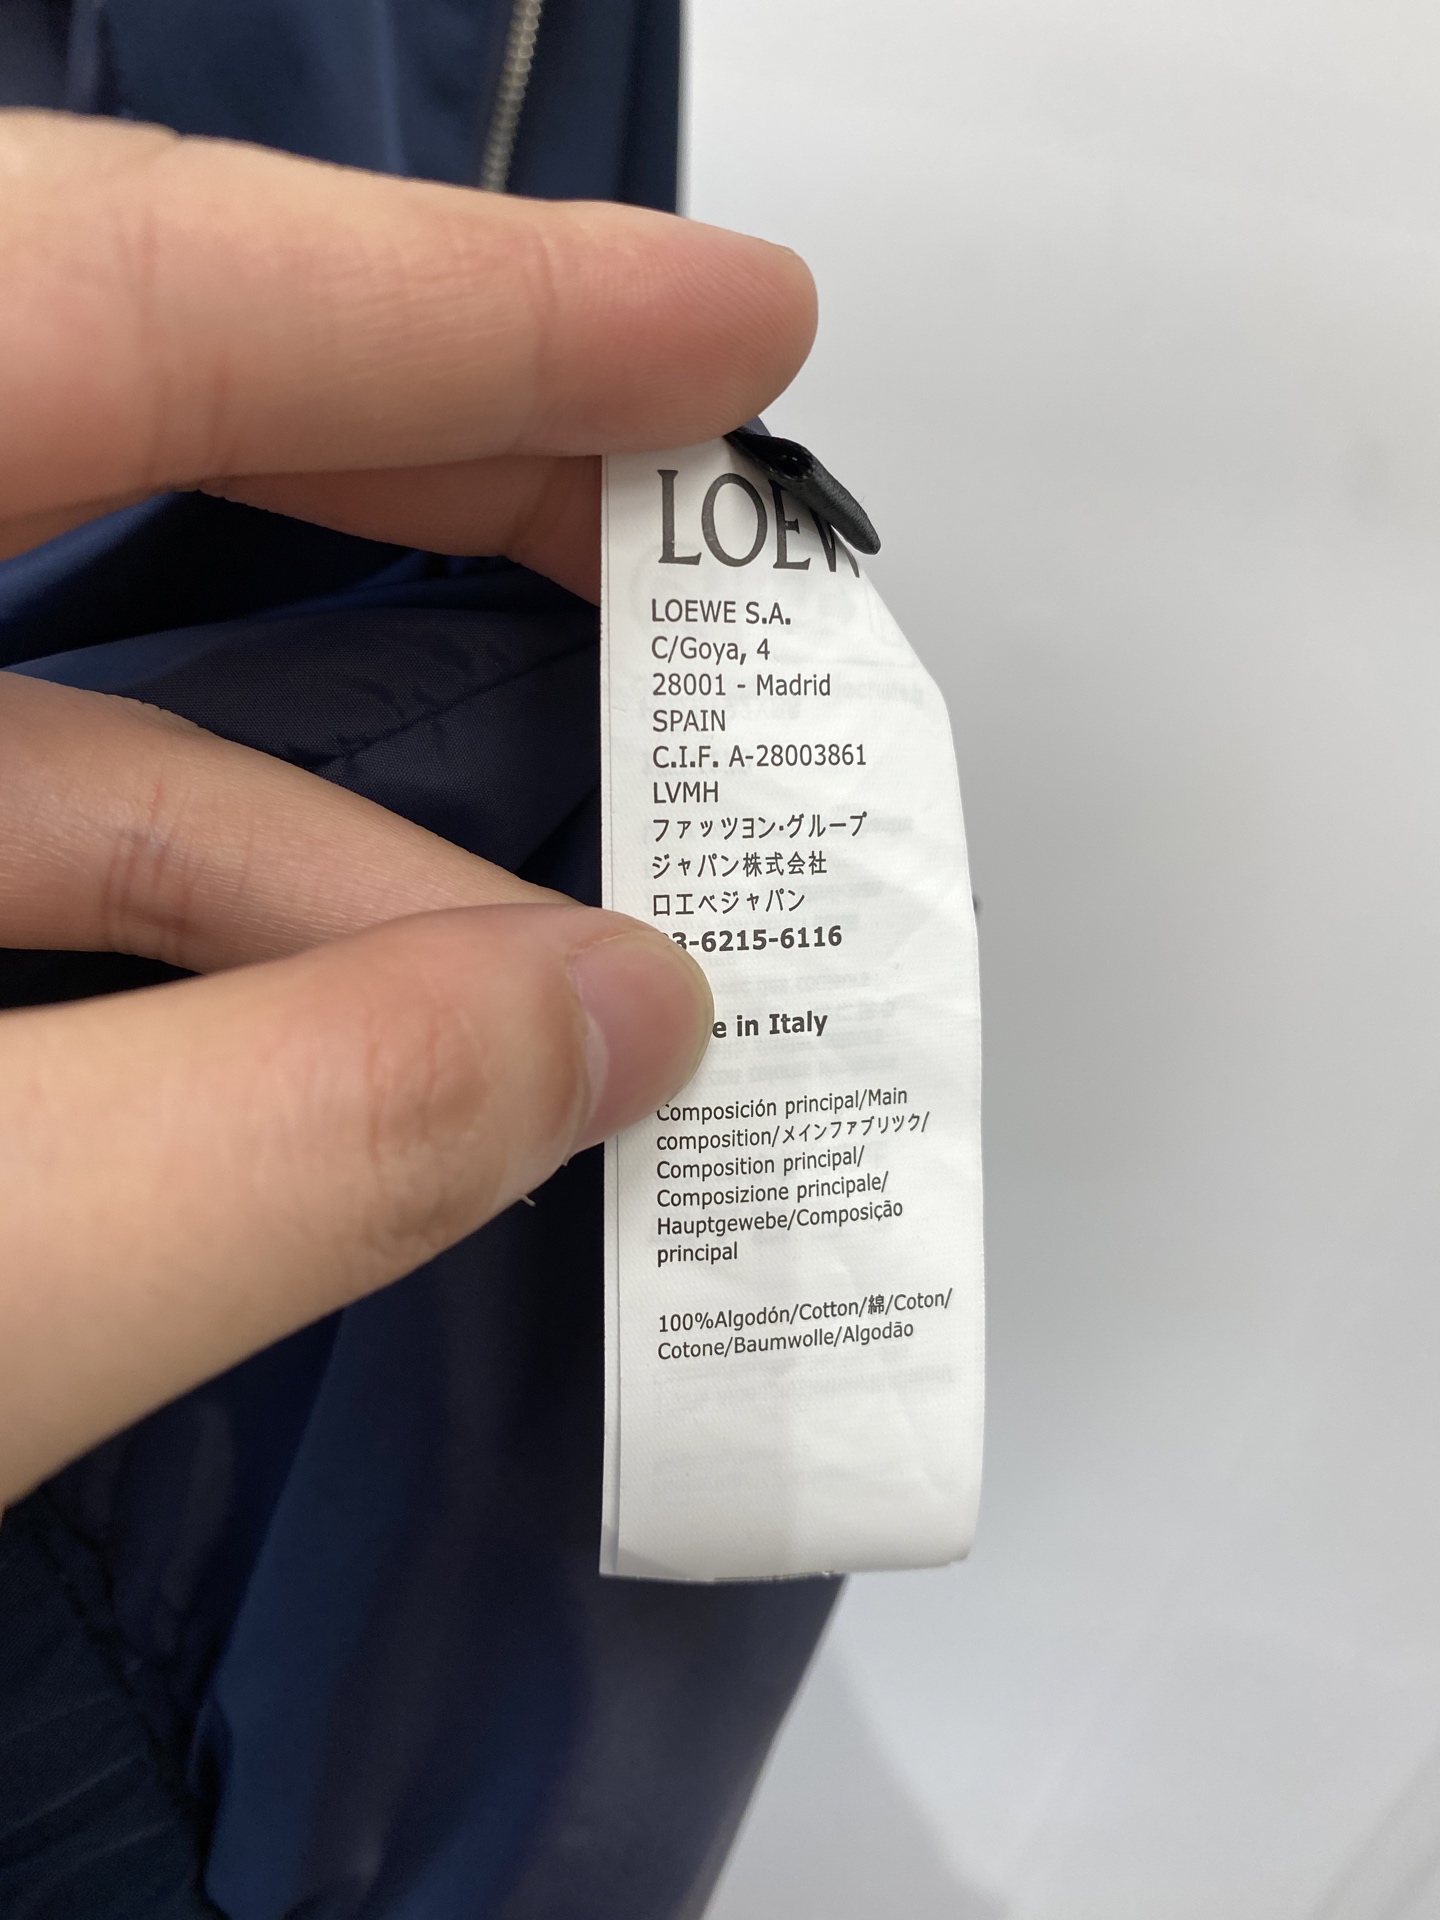 LOEW
LOEWE S.A.
C/Goya, 4
28001 - Madrid
SPAIN
C.I.F. A-28003861
LVMH
ファッツヨン・グループ
ジャパン株式会社
ロエベジャパン
3-6215-6116
e in Italy
Composición principal/Main
composition/メインファブリツク/
Composition principal/
Composizione principale/
Hauptgewebe/Composição
principal
100%Algodón/Cotton/綿/Coton/
Cotone/Baumwolle/Algodão